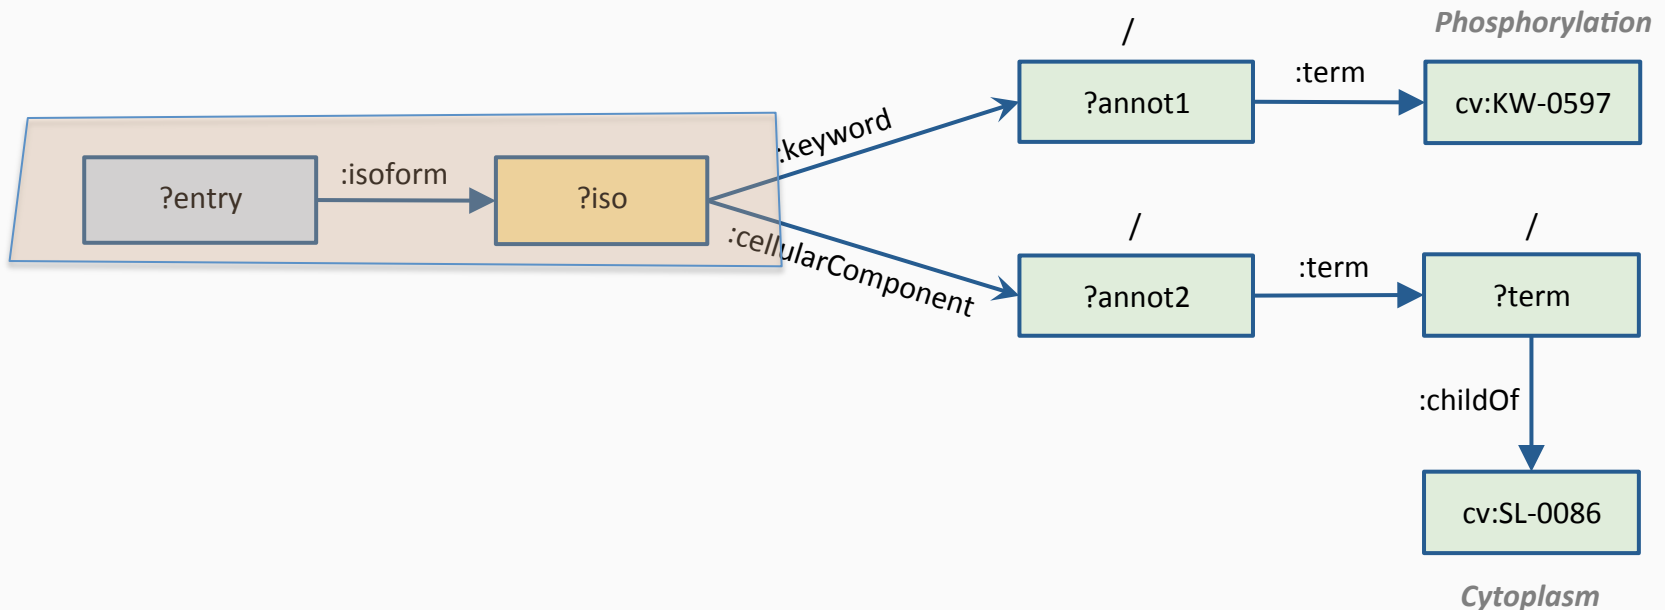 Phosphorylation
/
:term
?annot1
cv:KW-0597
:keyword
:isoform
?entry
?iso
:cellularComponent
/
/
:term
?annot2
?term
:childOf
cv:SL-0086
Cytoplasm